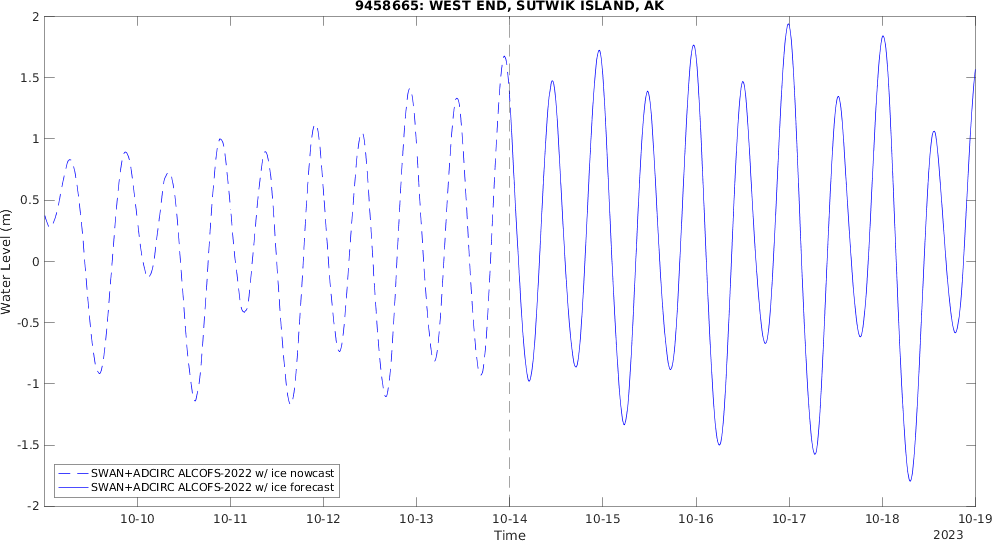 9458665: WEST END, SUTWIK ISLAND, AK
2
1.5
1
0.5
0
-0.5
-1
-1.5
-2
Water Level (m)
SWAN+ADCIRC ALCOFS-2022 w/ ice nowcast
SWAN+ADCIRC ALCOFS-2022 w/ ice forecast
10-10 10-11 10-12 10-13 10-14 10-15 10-16 10-17 10-18 10-19
Time
2023